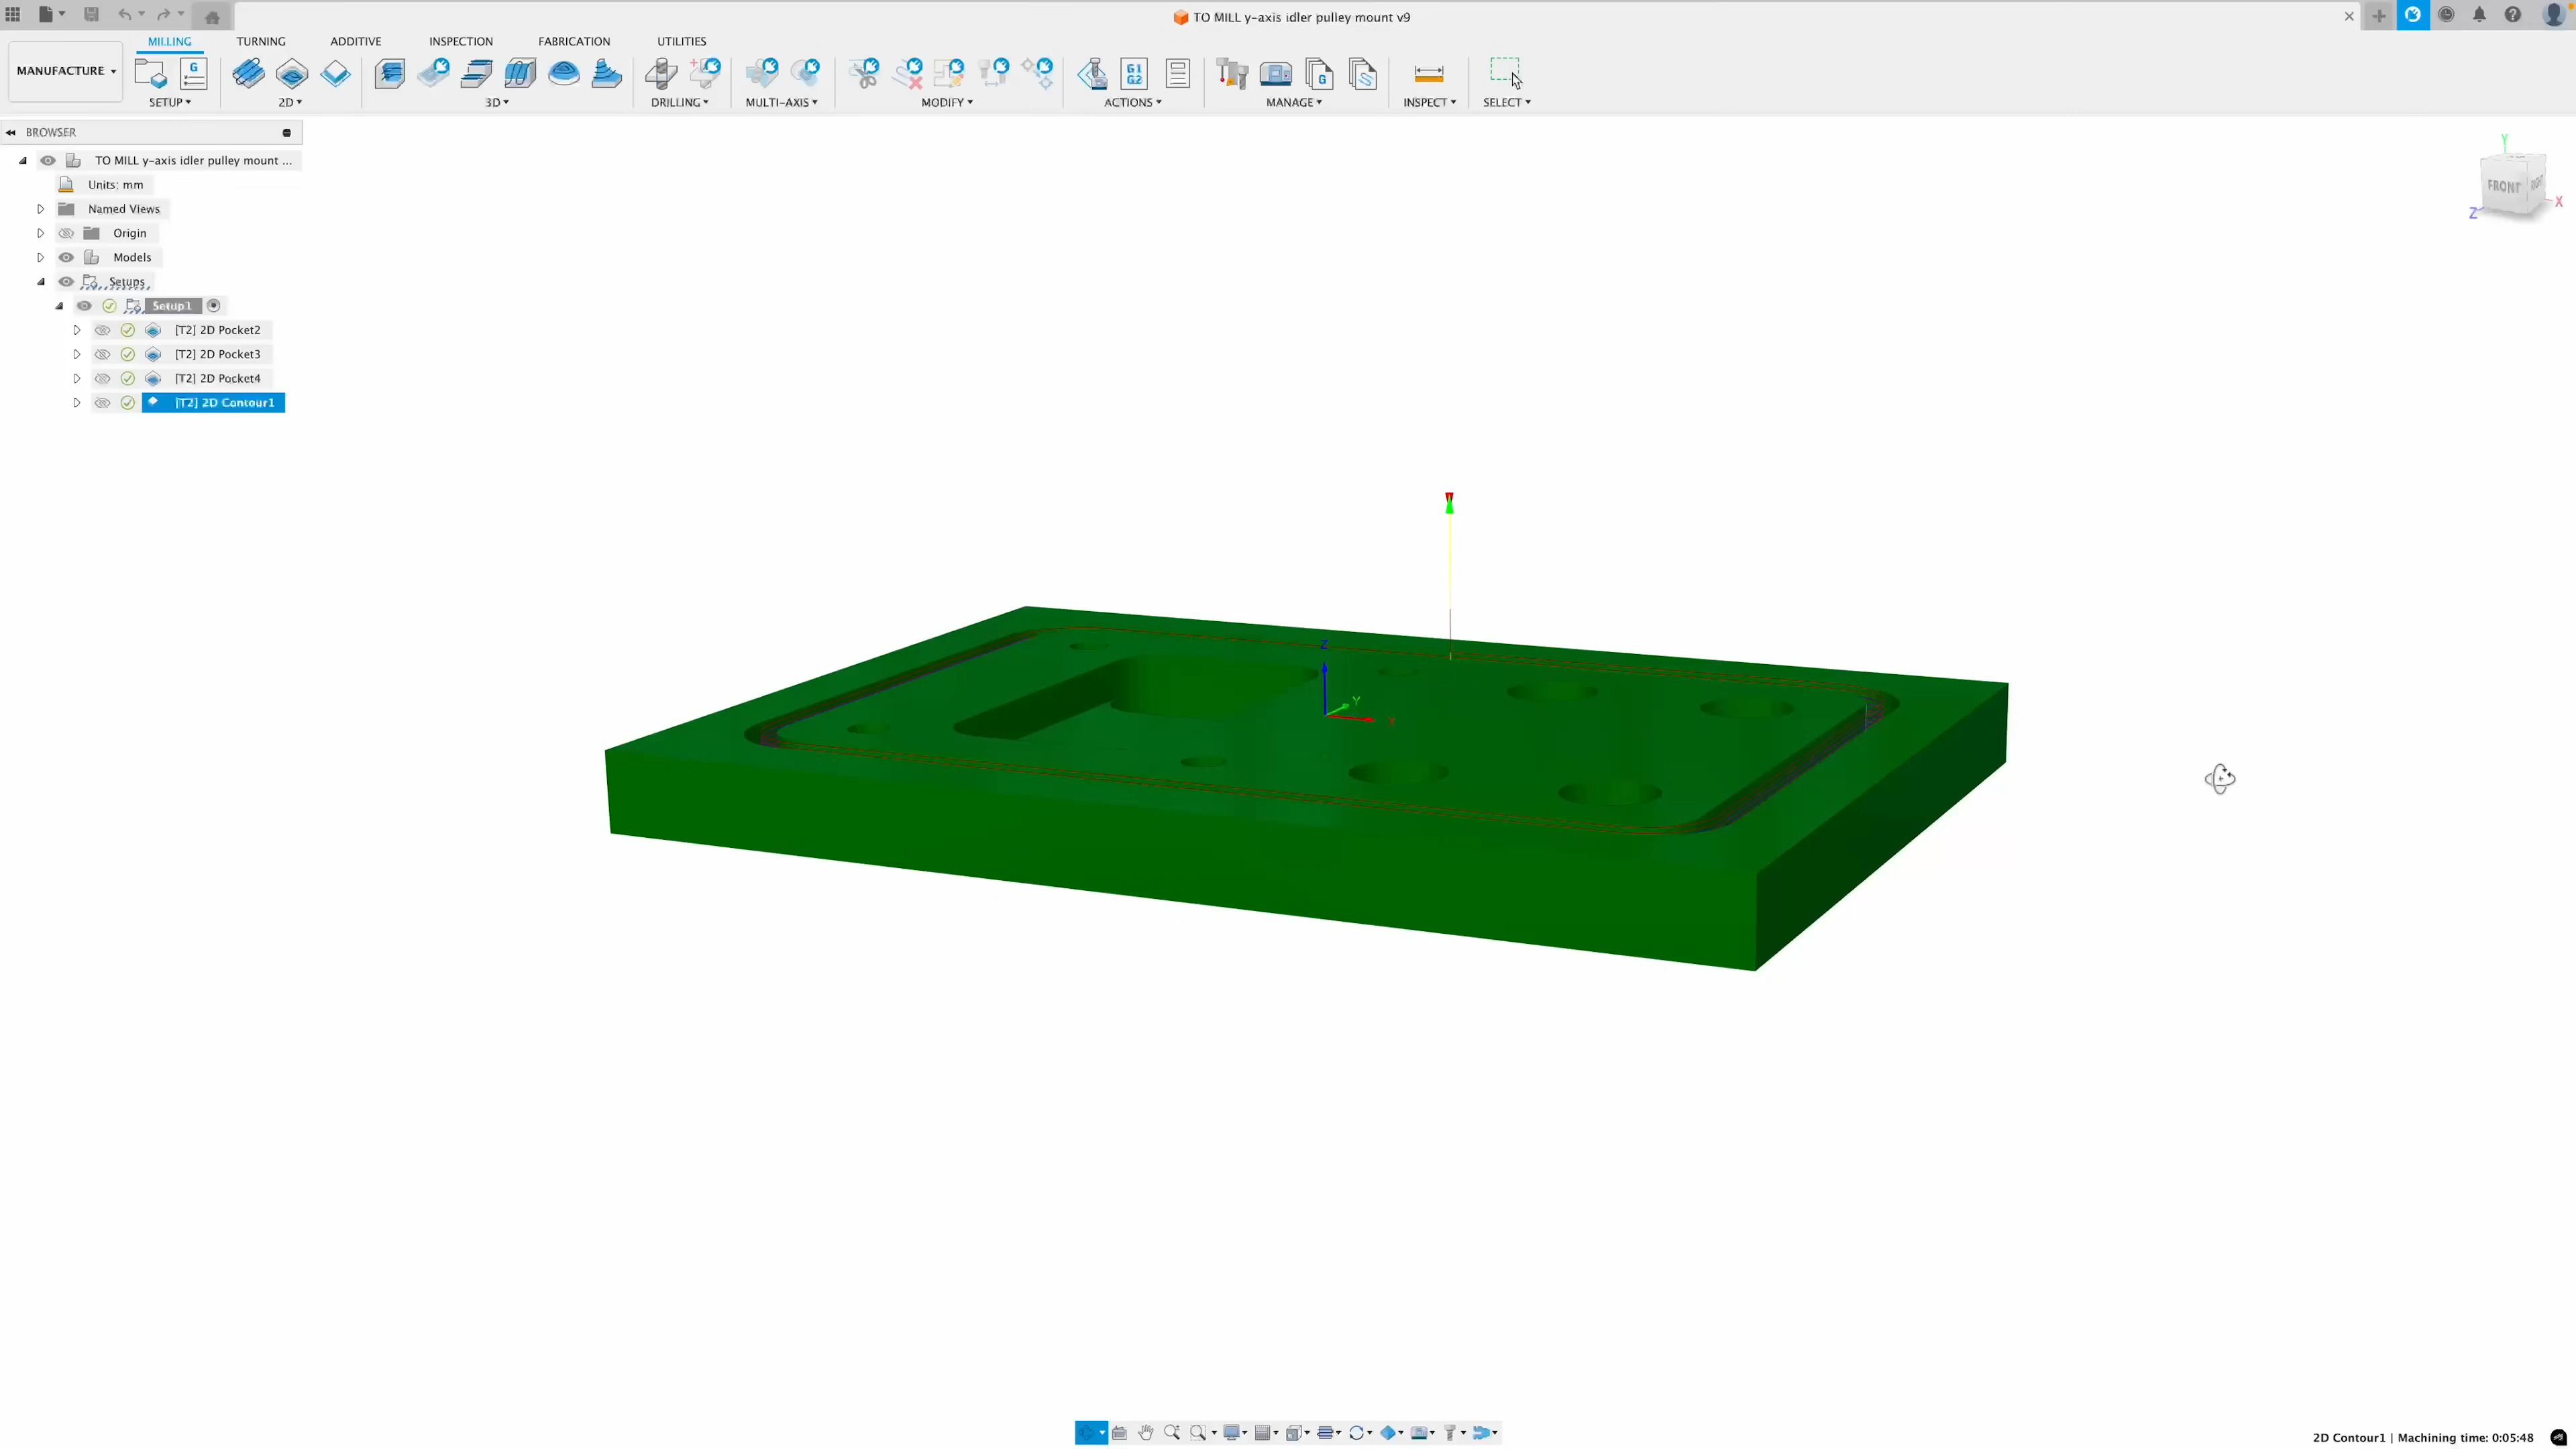 TO MILL y-axis idler pulley mount v9
MILLING TURNING ADDITIVE INSPECTION FABRICATION UTILITIES
MANUFACTURE
G
G1
G2
G
SETUP 2D 3D DRILLING MULTI-AXIS MODIFY ACTIONS MANAGE INSPECT SELECT
BROWSER
TO MILL y-axis idler pulley mount ...
Units: mm
Named Views
Origin
Models
Setups
Setup1
[T2] 2D Pocket2
[T2] 2D Pocket3
[T2] 2D Pocket4
[T2] 2D Contour1
Y
FRONT RIGHT
Z X
Z
Y
X
2D Contour1 | Machining time: 0:05:48